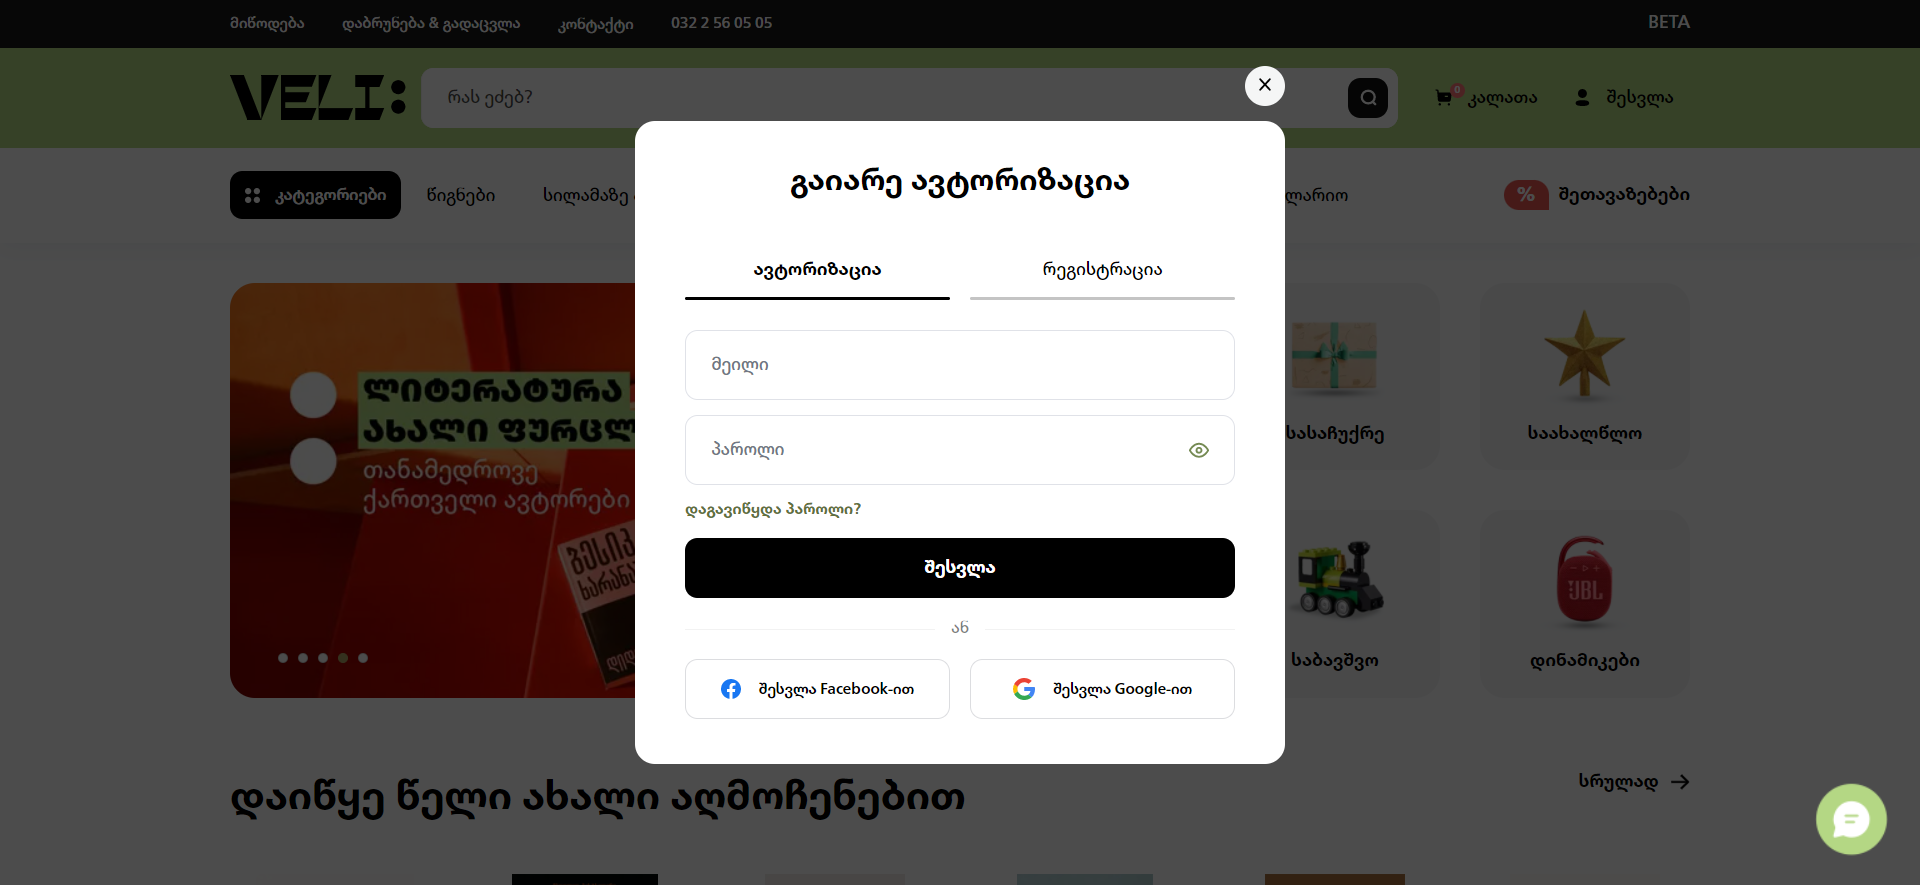 მიწოდება
დაბრუნება & გადაცვლა
კონტაქტი
032 2 56 05 05
BETA
VELI:
რას ეძებ?
0
კალათა
შესვლა
კატეგორიები
წიგნები
სილამაზე
ლარიო
%
შეთავაზებები
გაიარე ავტორიზაცია
ავტორიზაცია
რეგისტრაცია
მეილი
პაროლი
დაგავიწყდა პაროლი?
შესვლა
ან
შესვლა Facebook-ით
შესვლა Google-ით
ლიტერატურა
ახალი ფურცლ
თანამედროვე
ქართველი ავტორები
სასაჩუქრე
საახალწლო
საბავშვო
JBL
დინამიკები
დაიწყე წელი ახალი აღმოჩენებით
სრულად